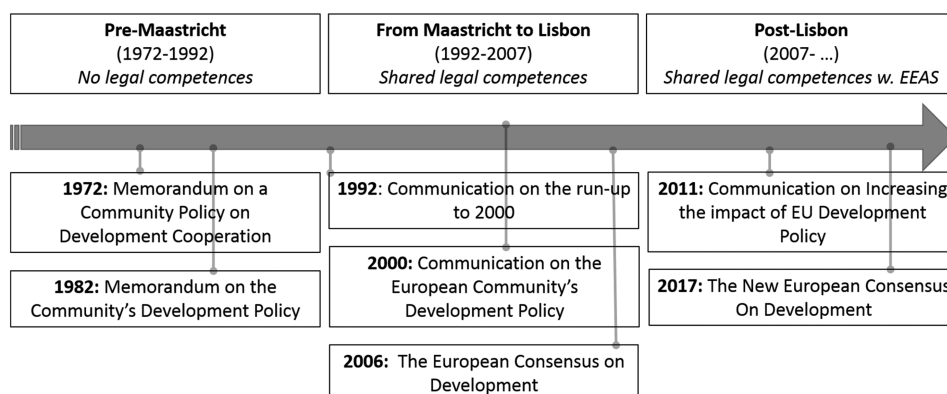 Pre-Maastricht
(1972-1992)
No legal competences
From Maastricht to Lisbon
(1992-2007)
Shared legal competences
Post-Lisbon
(2007- ...)
Shared legal competences w. EEAS
1972: Memorandum on a
Community Policy on
Development Cooperation
1982: Memorandum on the
Community's Development Policy
1992: Communication on the run-up
to 2000
2000: Communication on the
European Community's
Development Policy
2006: The European Consensus on
Development
2011: Communication on Increasing
the impact of EU Development
Policy
2017: The New European Consensus
On Development